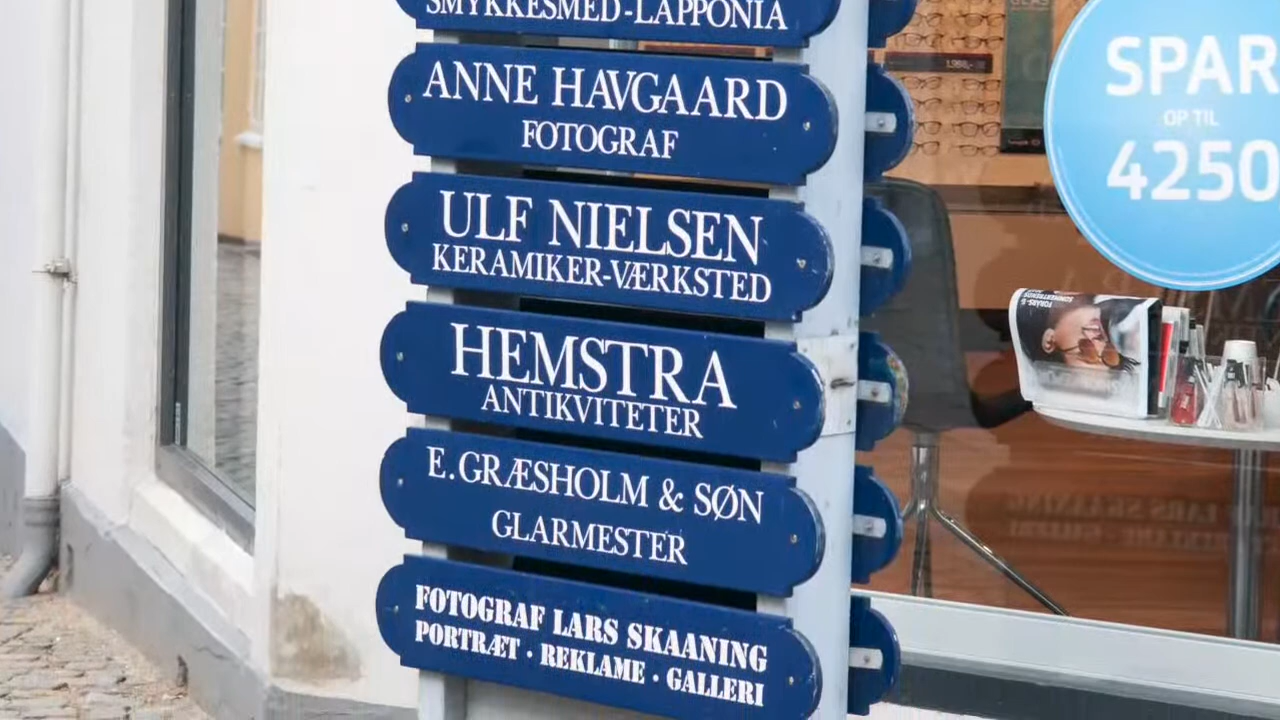 SMYKKESMED-LAPPONIA
ANNE HAVGAARD
FOTOGRAF
ULF NIELSEN
KERAMIKER-VÆRKSTED
HEMSTRA
ANTIKVITETER
E. GRÆSHOLM & SØN
GLARMESTER
FOTOGRAF LARS SKAANING
PORTRÆT · REKLAME · GALLERI
SPAR
OP TIL
4250